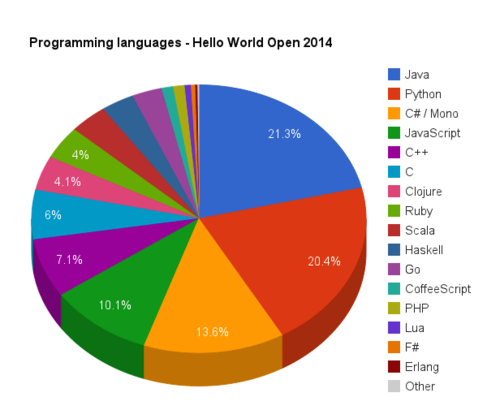 Programming languages - Hello World Open 2014
Java
Python
C# / Mono
JavaScript
C++
C
Clojure
Ruby
Scala
Haskell
Go
CoffeeScript
PHP
Lua
F#
Erlang
Other
21.3%
20.4%
13.6%
10.1%
7.1%
6%
4.1%
4%